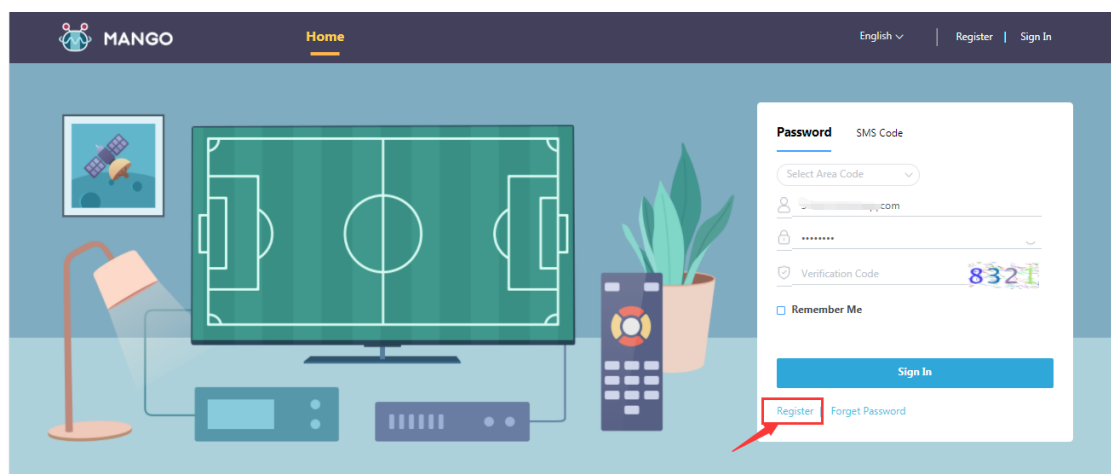 MANGO
Home
English
Register | Sign In
Password
SMS Code
Select Area Code
com
••••••••
Verification Code
8321
Remember Me
Sign In
Register | Forget Password